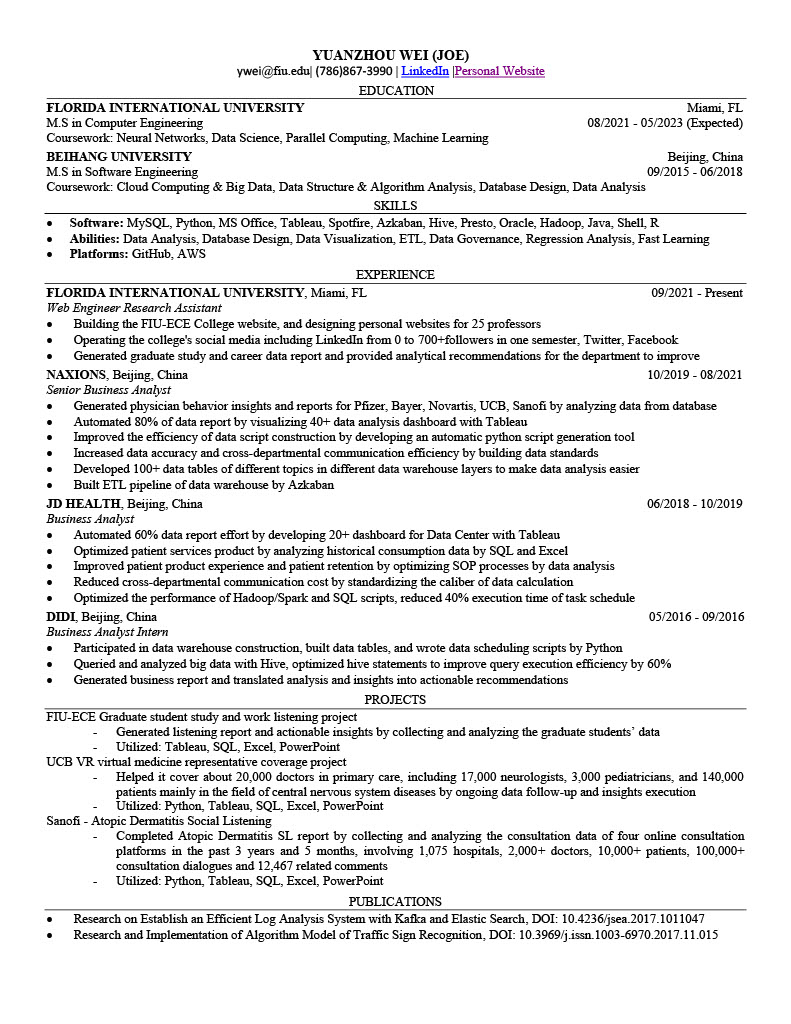 YUANZHOU WEI (JOE)
ywei@fiu.edu| (786)867-3990 | LinkedIn |Personal Website
EDUCATION
FLORIDA INTERNATIONAL UNIVERSITY Miami, FL
M.S in Computer Engineering 08/2021 - 05/2023 (Expected)
Coursework: Neural Networks, Data Science, Parallel Computing, Machine Learning
BEIHANG UNIVERSITY Beijing, China
M.S in Software Engineering 09/2015 - 06/2018
Coursework: Cloud Computing & Big Data, Data Structure & Algorithm Analysis, Database Design, Data Analysis
SKILLS
• Software: MySQL, Python, MS Office, Tableau, Spotfire, Azkaban, Hive, Presto, Oracle, Hadoop, Java, Shell, R
• Abilities: Data Analysis, Database Design, Data Visualization, ETL, Data Governance, Regression Analysis, Fast Learning
• Platforms: GitHub, AWS
EXPERIENCE
FLORIDA INTERNATIONAL UNIVERSITY, Miami, FL 09/2021 - Present
Web Engineer Research Assistant
• Building the FIU-ECE College website, and designing personal websites for 25 professors
• Operating the college's social media including LinkedIn from 0 to 700+followers in one semester, Twitter, Facebook
• Generated graduate study and career data report and provided analytical recommendations for the department to improve
NAXIONS, Beijing, China 10/2019 - 08/2021
Senior Business Analyst
• Generated physician behavior insights and reports for Pfizer, Bayer, Novartis, UCB, Sanofi by analyzing data from database
• Automated 80% of data report by visualizing 40+ data analysis dashboard with Tableau
• Improved the efficiency of data script construction by developing an automatic python script generation tool
• Increased data accuracy and cross-departmental communication efficiency by building data standards
• Developed 100+ data tables of different topics in different data warehouse layers to make data analysis easier
• Built ETL pipeline of data warehouse by Azkaban
JD HEALTH, Beijing, China 06/2018 - 10/2019
Business Analyst
• Automated 60% data report effort by developing 20+ dashboard for Data Center with Tableau
• Optimized patient services product by analyzing historical consumption data by SQL and Excel
• Improved patient product experience and patient retention by optimizing SOP processes by data analysis
• Reduced cross-departmental communication cost by standardizing the caliber of data calculation
• Optimized the performance of Hadoop/Spark and SQL scripts, reduced 40% execution time of task schedule
DIDI, Beijing, China 05/2016 - 09/2016
Business Analyst Intern
• Participated in data warehouse construction, built data tables, and wrote data scheduling scripts by Python
• Queried and analyzed big data with Hive, optimized hive statements to improve query execution efficiency by 60%
• Generated business report and translated analysis and insights into actionable recommendations
PROJECTS
FIU-ECE Graduate student study and work listening project
- Generated listening report and actionable insights by collecting and analyzing the graduate students’ data
- Utilized: Tableau, SQL, Excel, PowerPoint
UCB VR virtual medicine representative coverage project
- Helped it cover about 20,000 doctors in primary care, including 17,000 neurologists, 3,000 pediatricians, and 140,000
patients mainly in the field of central nervous system diseases by ongoing data follow-up and insights execution
- Utilized: Python, Tableau, SQL, Excel, PowerPoint
Sanofi - Atopic Dermatitis Social Listening
- Completed Atopic Dermatitis SL report by collecting and analyzing the consultation data of four online consultation
platforms in the past 3 years and 5 months, involving 1,075 hospitals, 2,000+ doctors, 10,000+ patients, 100,000+
consultation dialogues and 12,467 related comments
- Utilized: Python, Tableau, SQL, Excel, PowerPoint
PUBLICATIONS
• Research on Establish an Efficient Log Analysis System with Kafka and Elastic Search, DOI: 10.4236/jsea.2017.1011047
• Research and Implementation of Algorithm Model of Traffic Sign Recognition, DOI: 10.3969/j.issn.1003-6970.2017.11.015